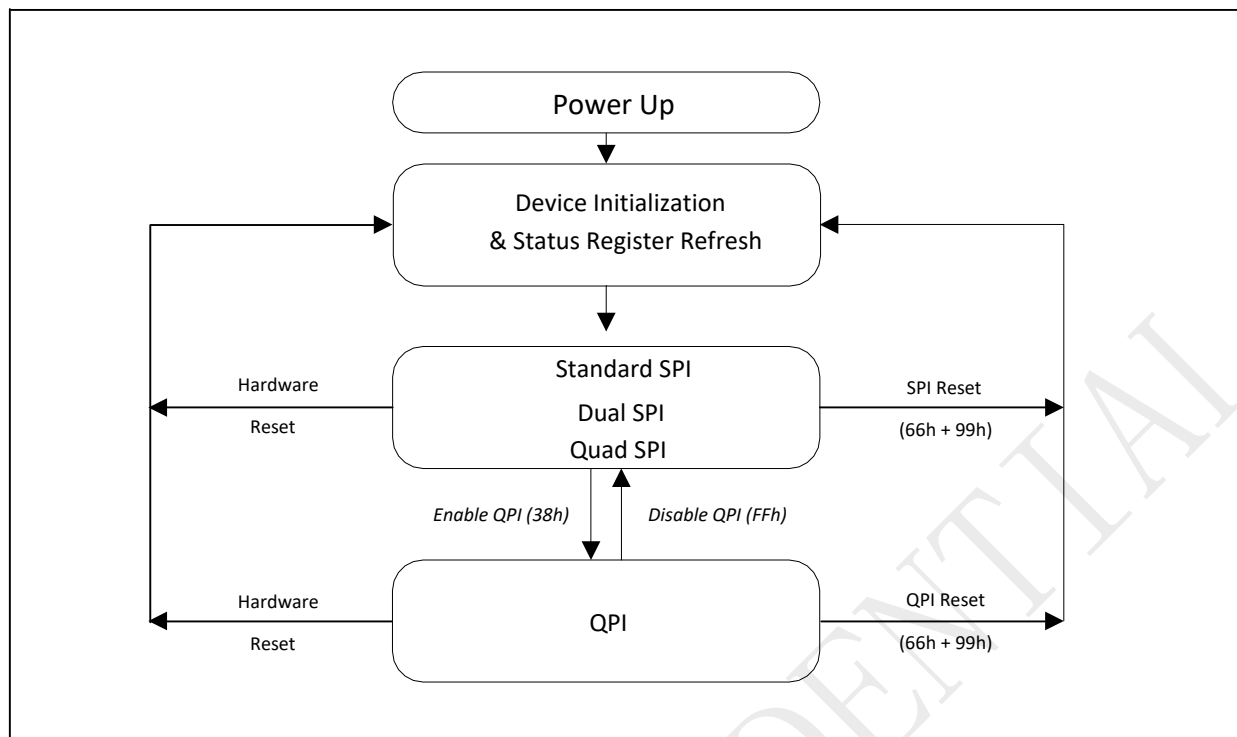 Power Up
Device Initialization
& Status Register Refresh
Standard SPI
Dual SPI
Quad SPI
Hardware
Reset
SPI Reset
(66h + 99h)
Enable QPI (38h)
Disable QPI (FFh)
QPI
Hardware
Reset
QPI Reset
(66h + 99h)
DENTIAI